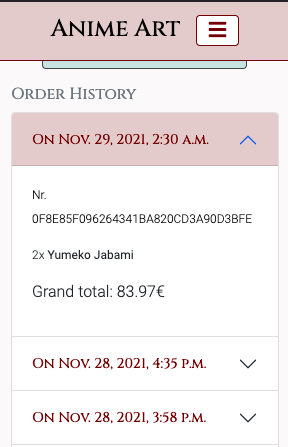 Anime Art
Order History
On Nov. 29, 2021, 2:30 a.m.
Nr.
0F8E85F096264341BA820CD3A90D3BFE
2x Yumeko Jabami
Grand total: 83.97€
On Nov. 28, 2021, 4:35 p.m.
On Nov. 28, 2021, 3:58 p.m.